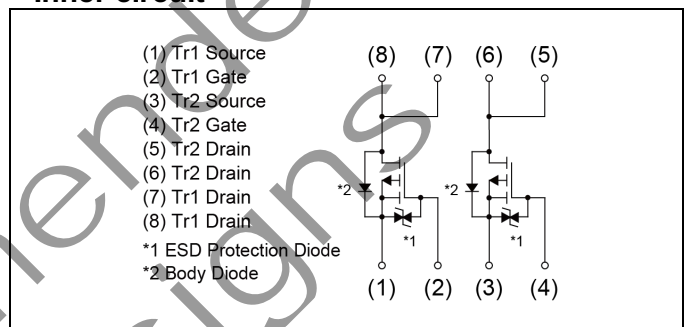 (1) Tr1 Source
(2) Tr1 Gate
(3) Tr2 Source
(4) Tr2 Gate
(5) Tr2 Drain
(6) Tr2 Drain
(7) Tr1 Drain
(8) Tr1 Drain
*1 ESD Protection Diode
*2 Body Diode
(8) (7) (6) (5)
*2 *2
*1 *1
(1) (2) (3) (4)